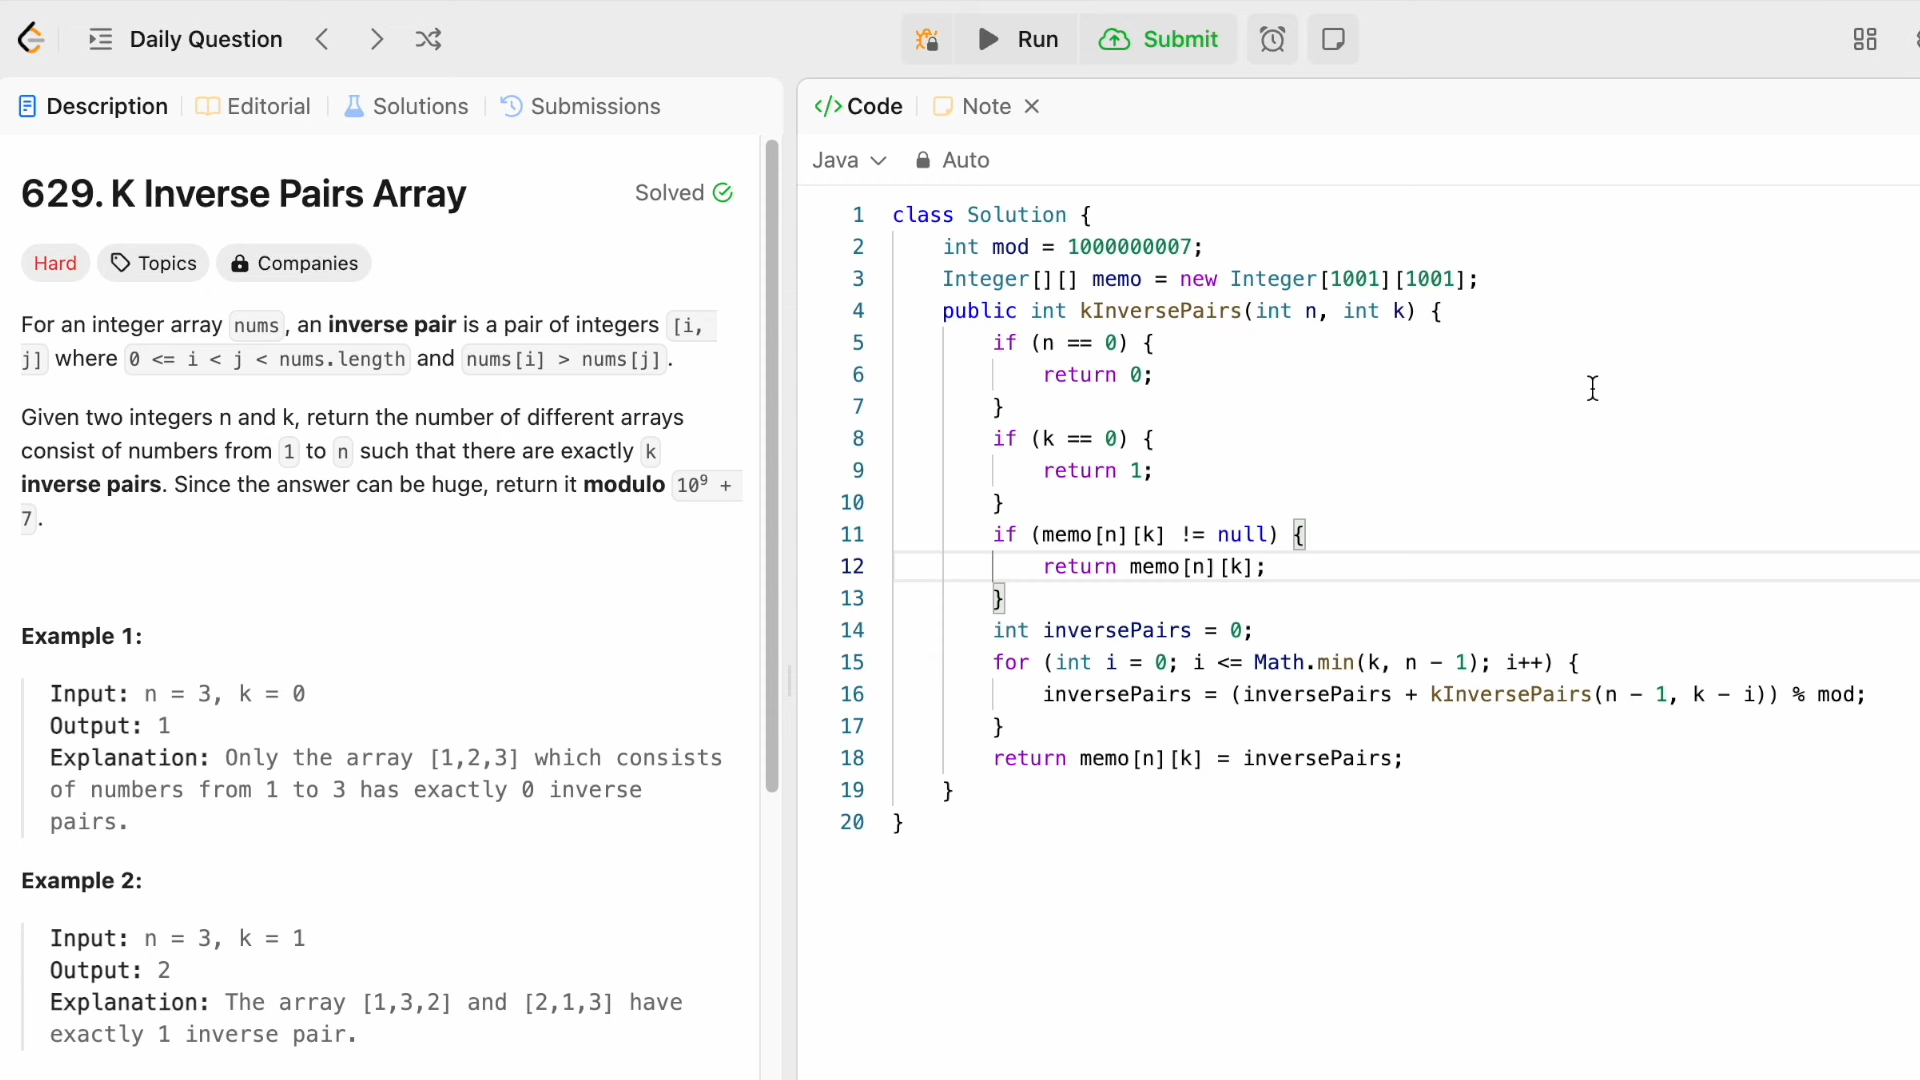 Daily Question
Run
Submit
Description
Editorial
Solutions
Submissions
629. K Inverse Pairs Array
Solved
Hard
Topics
Companies
For an integer array nums, an inverse pair is a pair of integers [i,
j] where 0 <= i < j < nums.length and nums[i] > nums[j].
Given two integers n and k, return the number of different arrays
consist of numbers from 1 to n such that there are exactly k
inverse pairs. Since the answer can be huge, return it modulo 10⁹ +
7.
Example 1:
Input: n = 3, k = 0
Output: 1
Explanation: Only the array [1,2,3] which consists
of numbers from 1 to 3 has exactly 0 inverse
pairs.
Example 2:
Input: n = 3, k = 1
Output: 2
Explanation: The array [1,3,2] and [2,1,3] have
exactly 1 inverse pair.
</> Code
Note
Java
Auto
1 class Solution {
2 int mod = 1000000007;
3 Integer[][] memo = new Integer[1001][1001];
4 public int kInversePairs(int n, int k) {
5 if (n == 0) {
6 return 0;
7 }
8 if (k == 0) {
9 return 1;
10 }
11 if (memo[n][k] != null) {
12 return memo[n][k];
13 }
14 int inversePairs = 0;
15 for (int i = 0; i <= Math.min(k, n - 1); i++) {
16 inversePairs = (inversePairs + kInversePairs(n - 1, k - i)) % mod;
17 }
18 return memo[n][k] = inversePairs;
19 }
20 }